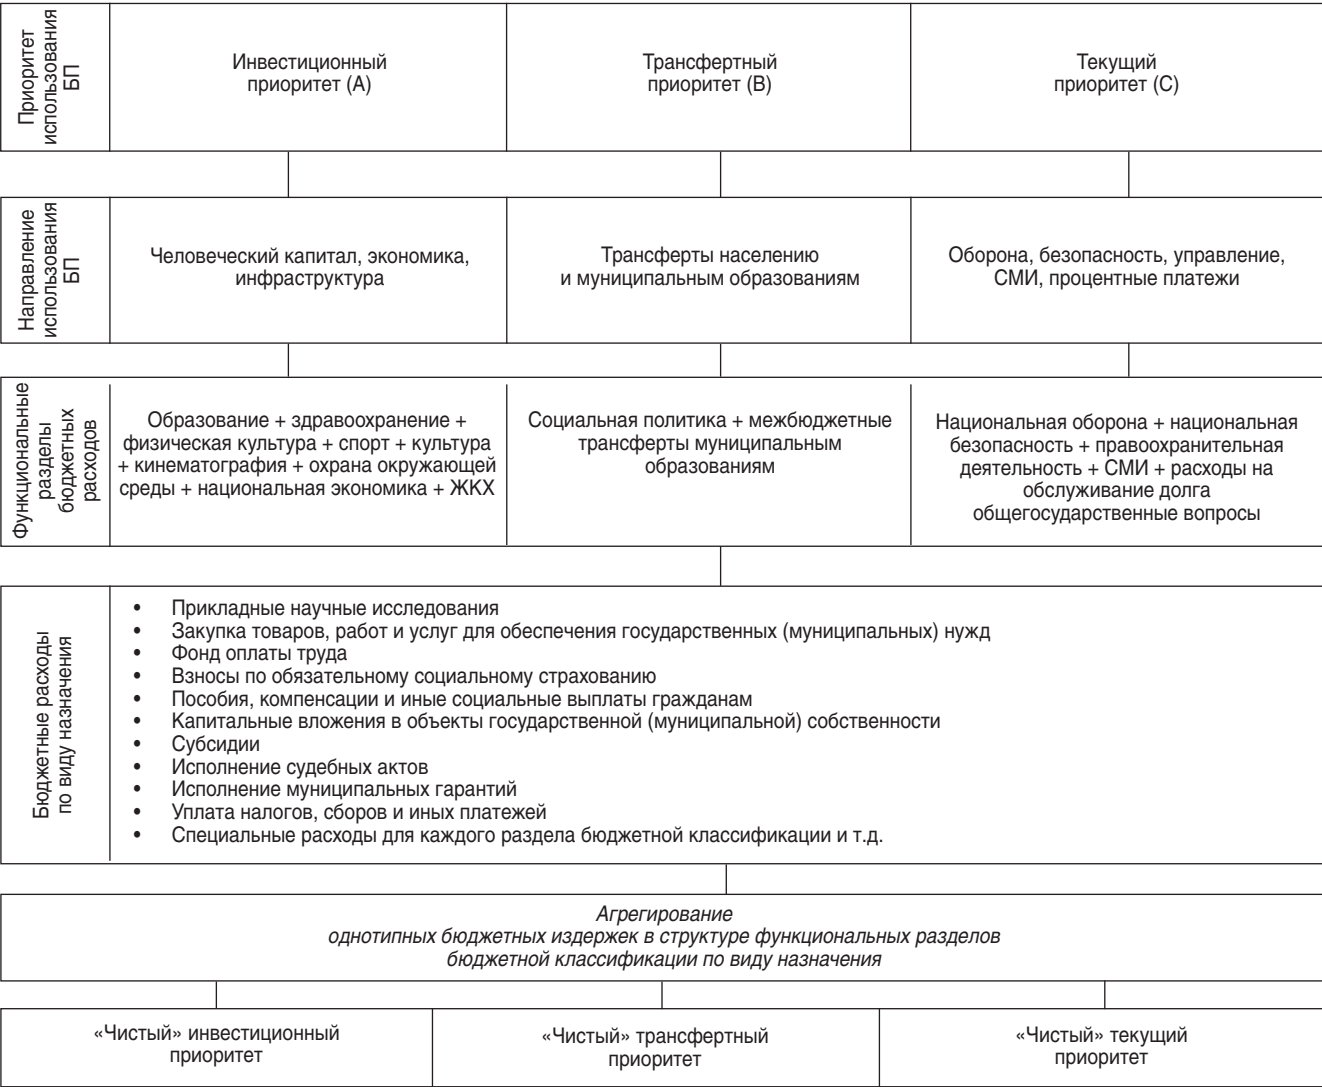 Приоритет
использования
БП
Инвестиционный
приоритет (А)
Трансфертный
приоритет (В)
Текущий
приоритет (С)
Направление
использования
БП
Человеческий капитал, экономика,
инфраструктура
Трансферты населению
и муниципальным образованиям
Оборона, безопасность, управление,
СМИ, процентные платежи
Функциональные
разделы
бюджетных
расходов
Образование + здравоохранение +
физическая культура + спорт + культура
+ кинематография + охрана окружающей
среды + национальная экономика + ЖКХ
Социальная политика + межбюджетные
трансферты муниципальным
образованиям
Национальная оборона + национальная
безопасность + правоохранительная
деятельность + СМИ + расходы на
обслуживание долга
общегосударственные вопросы
Бюджетные расходы
по виду назначения
• Прикладные научные исследования
• Закупка товаров, работ и услуг для обеспечения государственных (муниципальных) нужд
• Фонд оплаты труда
• Взносы по обязательному социальному страхованию
• Пособия, компенсации и иные социальные выплаты гражданам
• Капитальные вложения в объекты государственной (муниципальной) собственности
• Субсидии
• Исполнение судебных актов
• Исполнение муниципальных гарантий
• Уплата налогов, сборов и иных платежей
• Специальные расходы для каждого раздела бюджетной классификации и т.д.
Агрегирование
однотипных бюджетных издержек в структуре функциональных разделов
бюджетной классификации по виду назначения
«Чистый» инвестиционный
приоритет
«Чистый» трансфертный
приоритет
«Чистый» текущий
приоритет